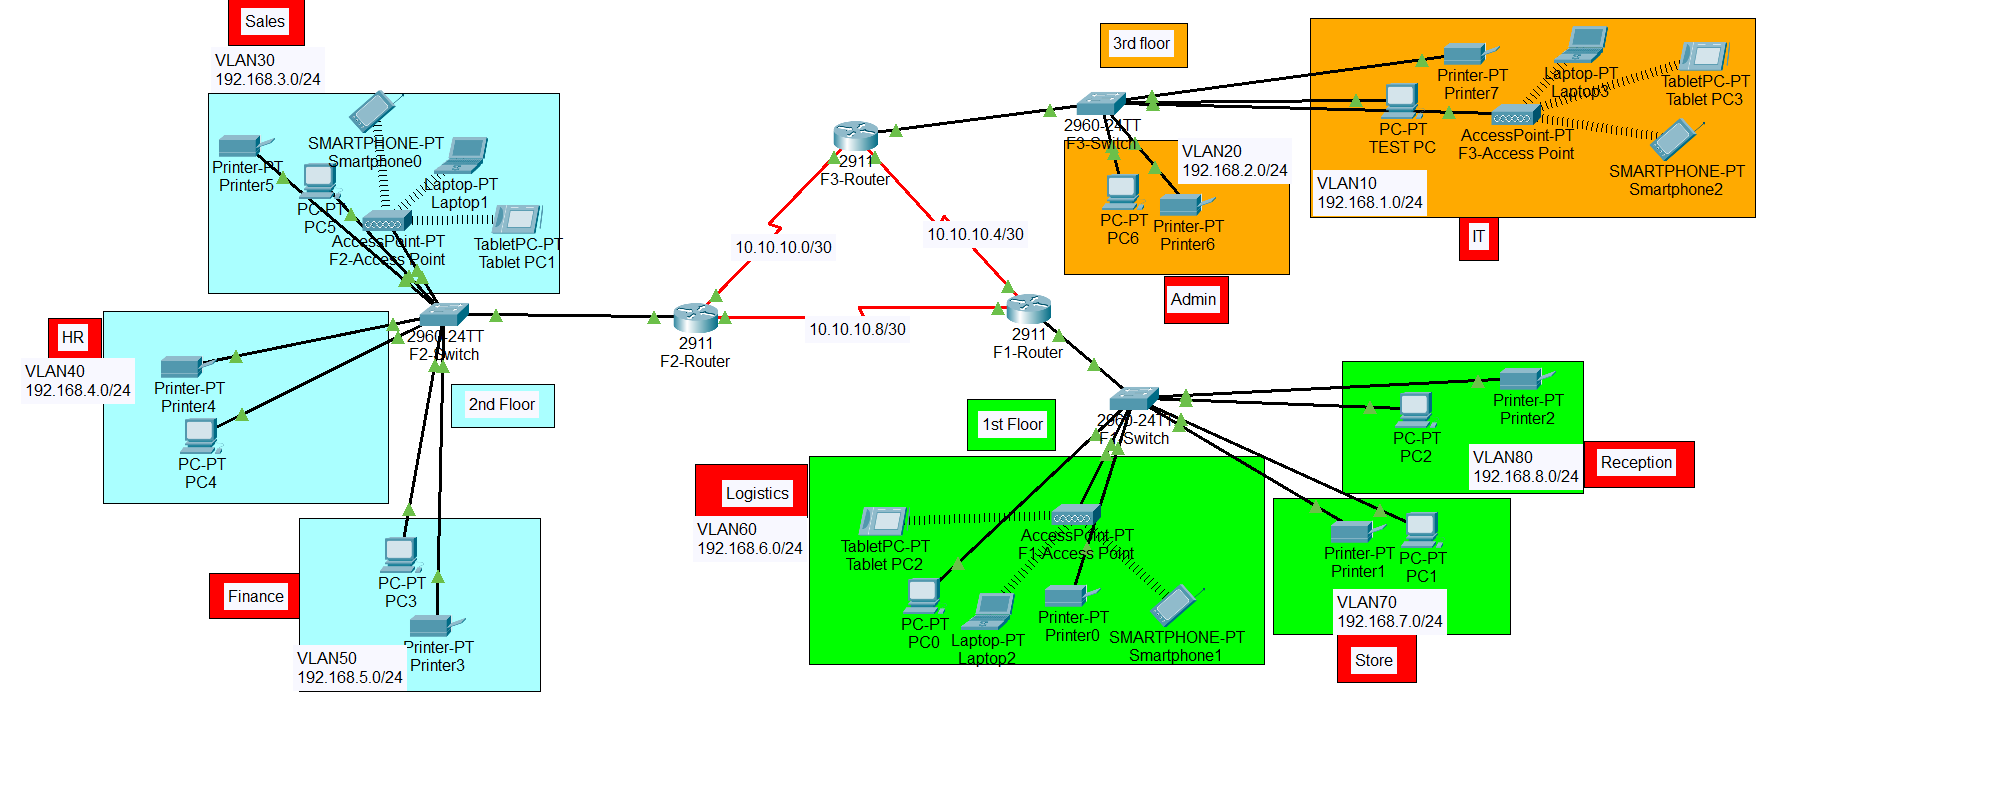 Sales
VLAN30
192.168.3.0/24
SMARTPHONE-PT
Smartphone0
Printer-PT
Printer5
Laptop-PT
Laptop1
PC-PT
PC5
AccessPoint-PT
F2-Access Point
TabletPC-PT
Tablet PC1
HR
VLAN40
192.168.4.0/24
Printer-PT
Printer4
PC-PT
PC4
2960-24TT
F2-Switch
2nd Floor
Finance
PC-PT
PC3
Printer-PT
Printer3
VLAN50
192.168.5.0/24
2911
F3-Router
10.10.10.0/30
10.10.10.4/30
10.10.10.8/30
2911
F2-Router
2911
F1-Router
3rd floor
2960-24TT
F3-Switch
VLAN20
192.168.2.0/24
PC-PT
PC6
Printer-PT
Printer6
Admin
Printer-PT
Printer7
Laptop-PT
Laptop3
TabletPC-PT
Tablet PC3
PC-PT
TEST PC
AccessPoint-PT
F3-Access Point
SMARTPHONE-PT
Smartphone2
VLAN10
192.168.1.0/24
IT
1st Floor
2960-24TT
F1-Switch
Logistics
VLAN60
192.168.6.0/24
TabletPC-PT
Tablet PC2
AccessPoint-PT
F1-Access Point
PC-PT
PC0
Laptop-PT
Laptop2
Printer-PT
Printer0
SMARTPHONE-PT
Smartphone1
Printer-PT
Printer2
PC-PT
PC2
VLAN80
192.168.8.0/24
Reception
Printer-PT
Printer1
PC-PT
PC1
VLAN70
192.168.7.0/24
Store